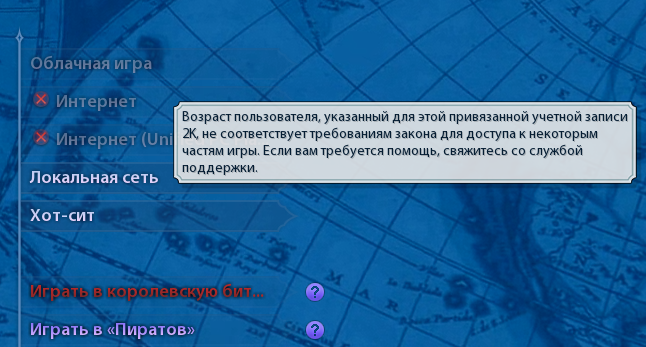 Облачная игра
Интернет
Интернет (Uni
Возраст пользователя, указанный для этой привязанной учетной записи
2K, не соответствует требованиям закона для доступа к некоторым
частям игры. Если вам требуется помощь, свяжитесь со службой
поддержки.
Локальная сеть
Хот-сит
Играть в королевскую бит...
?
Играть в «Пиратов»
?